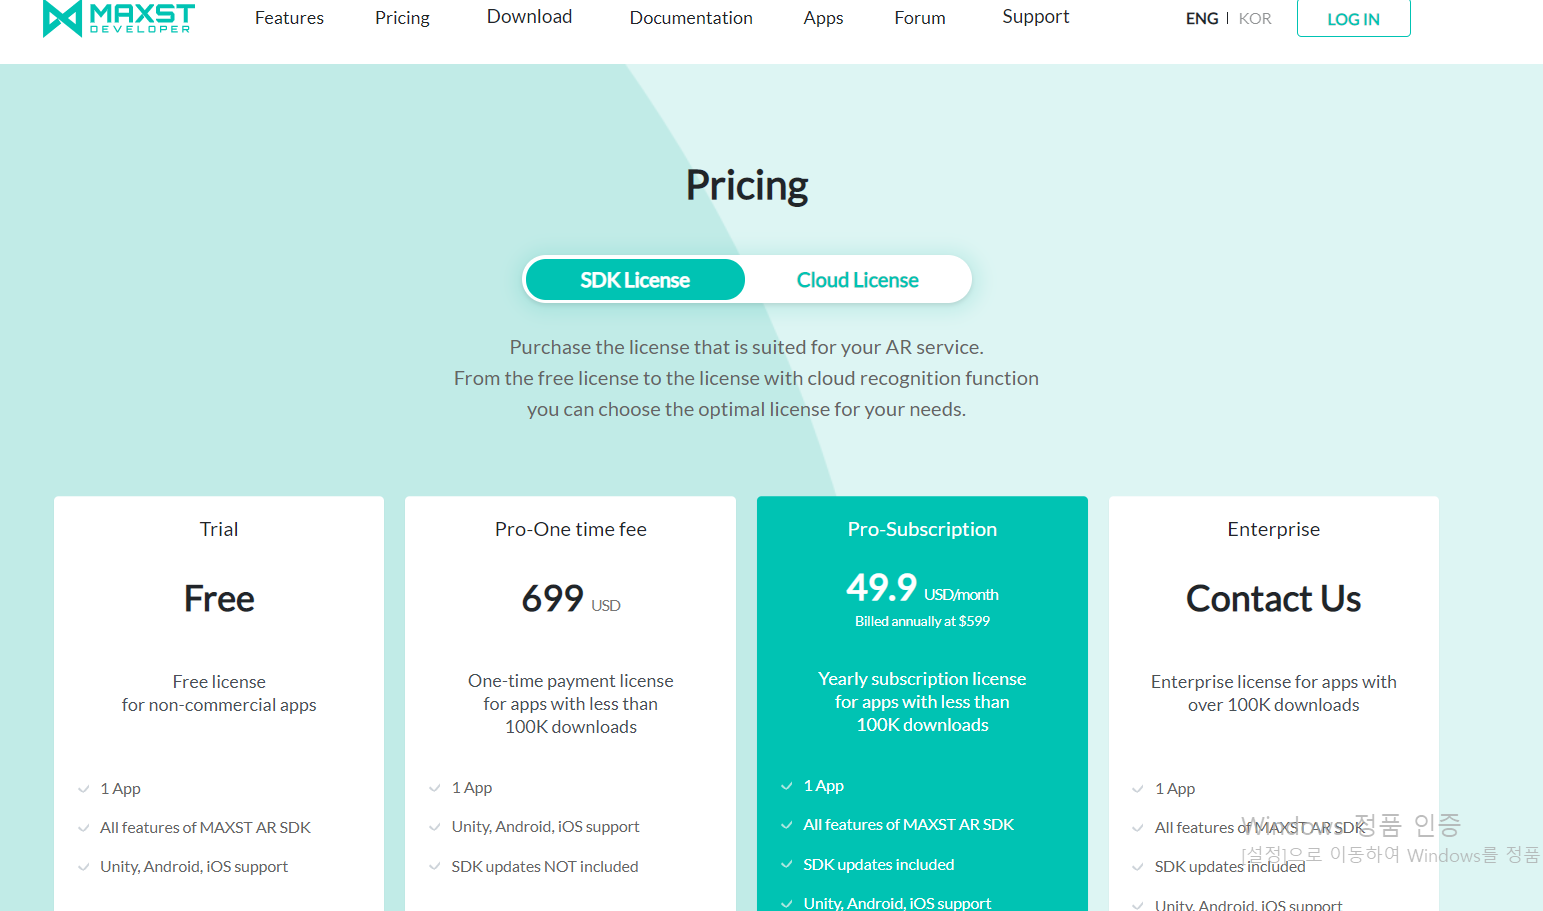 MAXST
DEVELOPER
Features
Pricing
Download
Documentation
Apps
Forum
Support
ENG | KOR
LOG IN
Pricing
SDK License
Cloud License
Purchase the license that is suited for your AR service.
From the free license to the license with cloud recognition function
you can choose the optimal license for your needs.
Trial
Free
Free license
for non-commercial apps
1 App
All features of MAXST AR SDK
Unity, Android, iOS support
Pro-One time fee
699 USD
One-time payment license
for apps with less than
100K downloads
1 App
Unity, Android, iOS support
SDK updates NOT included
Pro-Subscription
49.9 USD/month
Billed annually at $599
Yearly subscription license
for apps with less than
100K downloads
1 App
All features of MAXST AR SDK
SDK updates included
Unity, Android, iOS support
Enterprise
Contact Us
Enterprise license for apps with
over 100K downloads
1 App
All features of MAXST AR SDK
SDK updates included
Unity, Android, iOS support
Windows 정품 인증
[설정]으로 이동하여 Windows를 정품